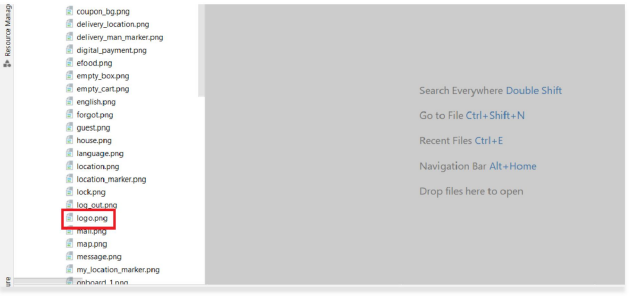 Resource Manag
coupon_bg.png
delivery_location.png
delivery_man_marker.png
digital_payment.png
efood.png
empty_box.png
empty_cart.png
english.png
forgot.png
guest.png
house.png
language.png
location.png
location_marker.png
lock.png
log_out.png
logo.png
mail.png
map.png
message.png
my_location_marker.png
onboard_1.png
Search Everywhere Double Shift
Go to File Ctrl+Shift+N
Recent Files Ctrl+E
Navigation Bar Alt+Home
Drop files here to open